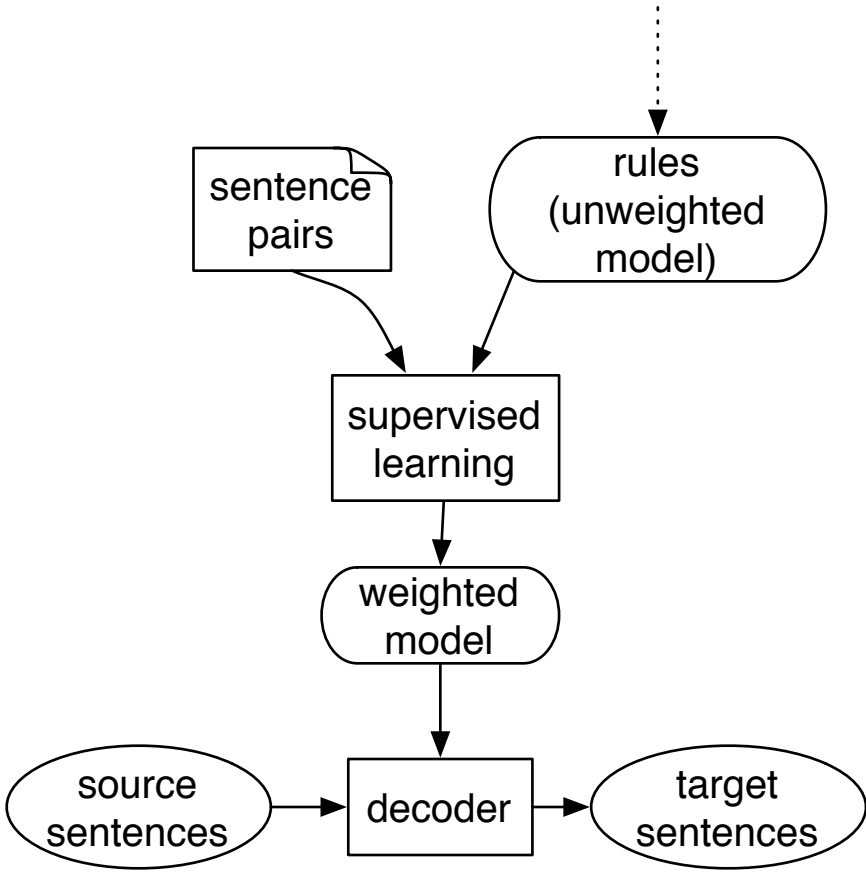 sentence
pairs
rules
(unweighted
model)
supervised
learning
weighted
model
source
sentences
decoder
target
sentences